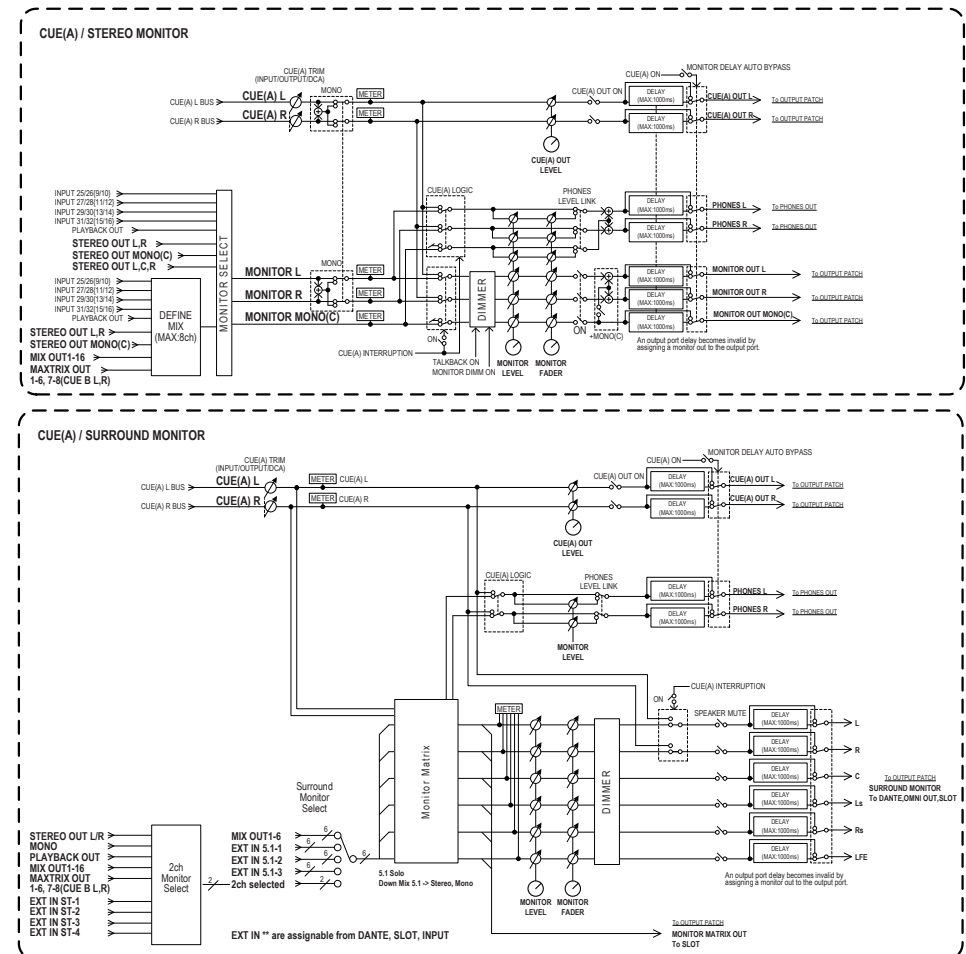 CUE(A) / STEREO MONITOR
CUE(A) TRIM
(INPUT/OUTPUT/DCA)
MONO
METER
METER
CUE(A) L BUS
CUE(A) L
CUE(A) R BUS
CUE(A) R
CUE(A) ON
MONITOR DELAY AUTO BYPASS
CUE(A) OUT ON
DELAY
(MAX:1000ms)
CUE(A) OUT L
To OUTPUT PATCH
DELAY
(MAX:1000ms)
CUE(A) OUT R
To OUTPUT PATCH
CUE(A) OUT
LEVEL
INPUT 25/26(9/10)
INPUT 27/28(11/12)
INPUT 29/30(13/14)
INPUT 31/32(15/16)
PLAYBACK OUT
STEREO OUT L,R
STEREO OUT MONO(C)
STEREO OUT L,C,R
INPUT 25/26(9/10)
INPUT 27/28(11/12)
INPUT 29/30(13/14)
INPUT 31/32(15/16)
PLAYBACK OUT
STEREO OUT L,R
STEREO OUT MONO(C)
MIX OUT1-16
MAXTRIX OUT
1-6, 7-8(CUE B L,R)
DEFINE
MIX
(MAX:8ch)
MONITOR SELECT
MONITOR L
MONITOR R
MONITOR MONO(C)
MONO
METER
METER
METER
CUE(A) LOGIC
ON
CUE(A) INTERRUPTION
DIMMER
TALKBACK ON
MONITOR DIMM ON
MONITOR
LEVEL
MONITOR
FADER
PHONES
LEVEL LINK
ON
+MONO(C)
DELAY
(MAX:1000ms)
PHONES L
To PHONES OUT
DELAY
(MAX:1000ms)
PHONES R
To PHONES OUT
DELAY
(MAX:1000ms)
MONITOR OUT L
To OUTPUT PATCH
DELAY
(MAX:1000ms)
MONITOR OUT R
To OUTPUT PATCH
DELAY
(MAX:1000ms)
MONITOR OUT MONO(C)
To OUTPUT PATCH
An output port delay becomes invalid by
assigning a monitor out to the output port.
CUE(A) / SURROUND MONITOR
CUE(A) TRIM
(INPUT/OUTPUT/DCA)
CUE(A) L BUS
CUE(A) L
METER
CUE(A) L
CUE(A) R BUS
CUE(A) R
METER
CUE(A) R
CUE(A) ON
MONITOR DELAY AUTO BYPASS
CUE(A) OUT ON
DELAY
(MAX:1000ms)
CUE(A) OUT L
To OUTPUT PATCH
DELAY
(MAX:1000ms)
CUE(A) OUT R
To OUTPUT PATCH
CUE(A) OUT
LEVEL
CUE(A) LOGIC
PHONES
LEVEL LINK
MONITOR
LEVEL
DELAY
(MAX:1000ms)
PHONES L
To PHONES OUT
DELAY
(MAX:1000ms)
PHONES R
To PHONES OUT
CUE(A) INTERRUPTION
ON
SPEAKER MUTE
METER
Monitor Matrix
DIMMER
DELAY
(MAX:1000ms)
L
DELAY
(MAX:1000ms)
R
DELAY
(MAX:1000ms)
C
DELAY
(MAX:1000ms)
Ls
DELAY
(MAX:1000ms)
Rs
DELAY
(MAX:1000ms)
LFE
To OUTPUT PATCH
SURROUND MONITOR
To DANTE,OMNI OUT,SLOT
An output port delay becomes invalid by
assigning a monitor out to the output port.
STEREO OUT L/R
MONO
PLAYBACK OUT
MIX OUT1-16
MAXTRIX OUT
1-6, 7-8(CUE B L,R)
EXT IN ST-1
EXT IN ST-2
EXT IN ST-3
EXT IN ST-4
2ch
Monitor
Select
2
Surround
Monitor
Select
MIX OUT1-6
6
EXT IN 5.1-1
6
EXT IN 5.1-2
6
EXT IN 5.1-3
6
2ch selected
2
6
5.1 Solo
Down Mix 5.1 -> Stereo, Mono
MONITOR
LEVEL
MONITOR
FADER
To OUTPUT PATCH
MONITOR MATRIX OUT
To SLOT
EXT IN ** are assignable from DANTE, SLOT, INPUT